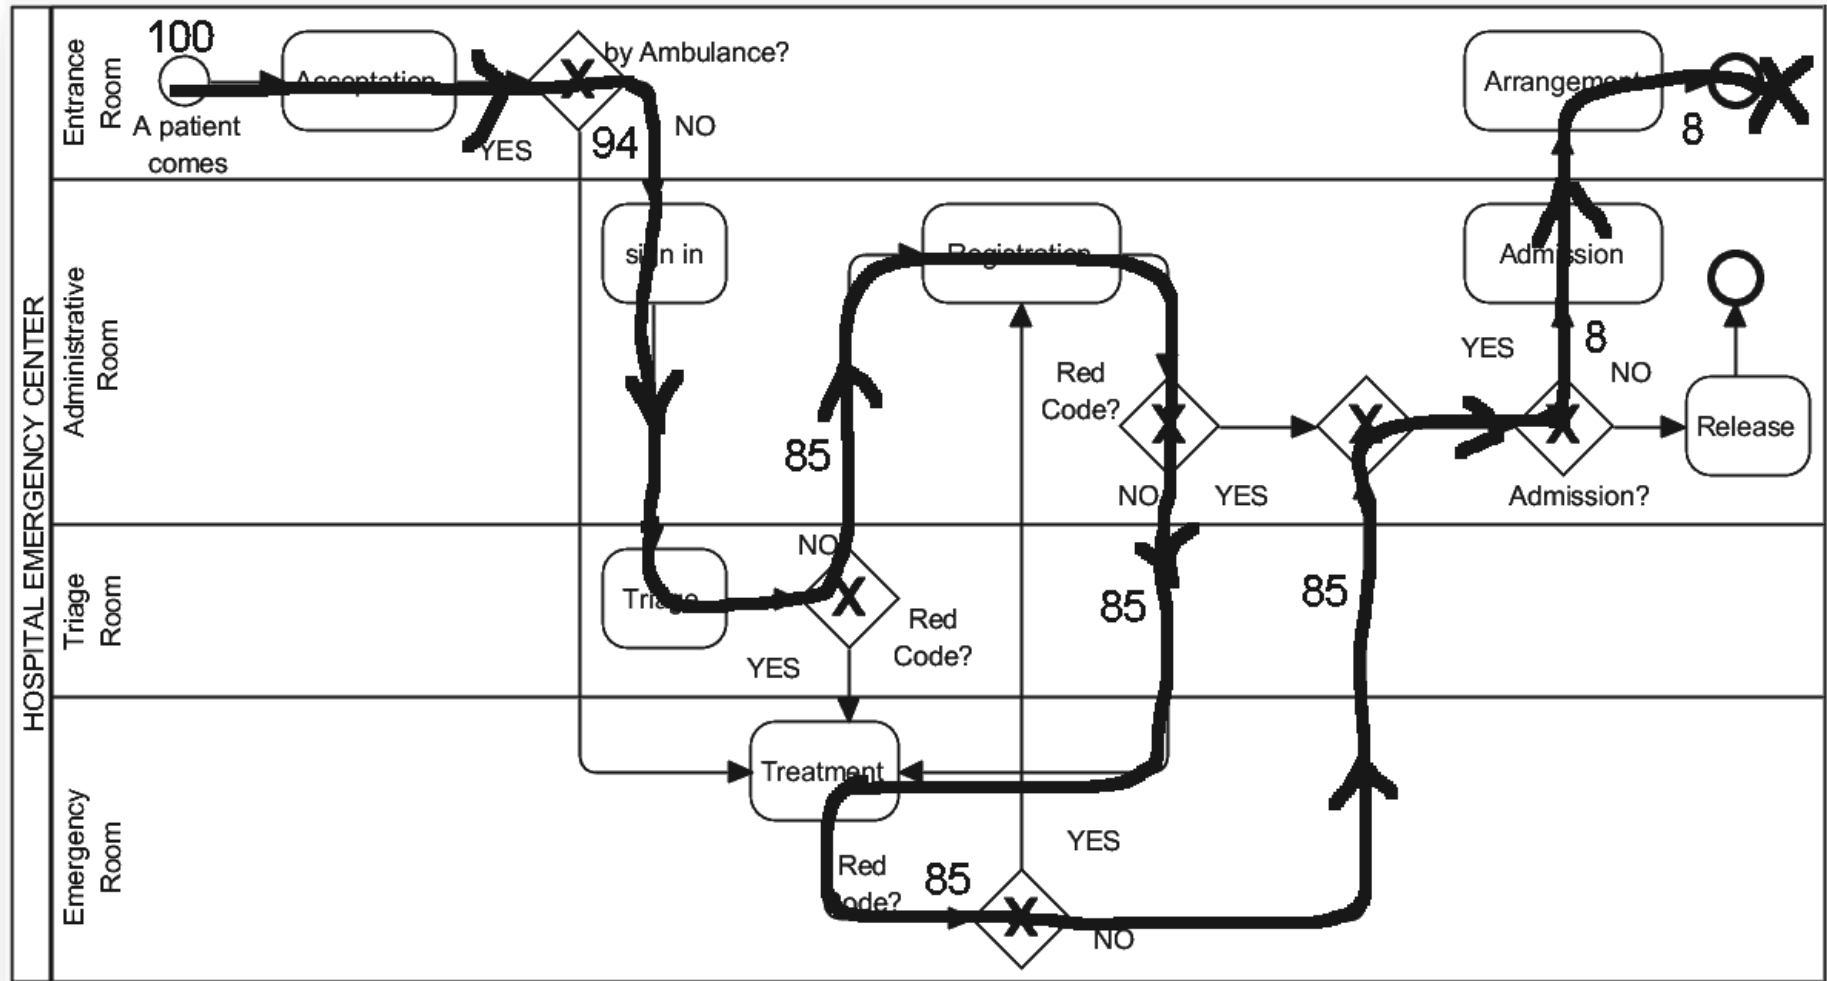 HOSPITAL EMERGENCY CENTER
Entrance
Room
100
A patient
comes
Acceptation
YES
by Ambulance?
94
NO
Arrangement
8
Administrative
Room
sign in
Registration
85
Red
Code?
NO
YES
Admission
8
YES
NO
Admission?
Release
Triage
Room
Triage
NO
Red
Code?
YES
85
85
Emergency
Room
Treatment
Red
Code?
85
YES
NO